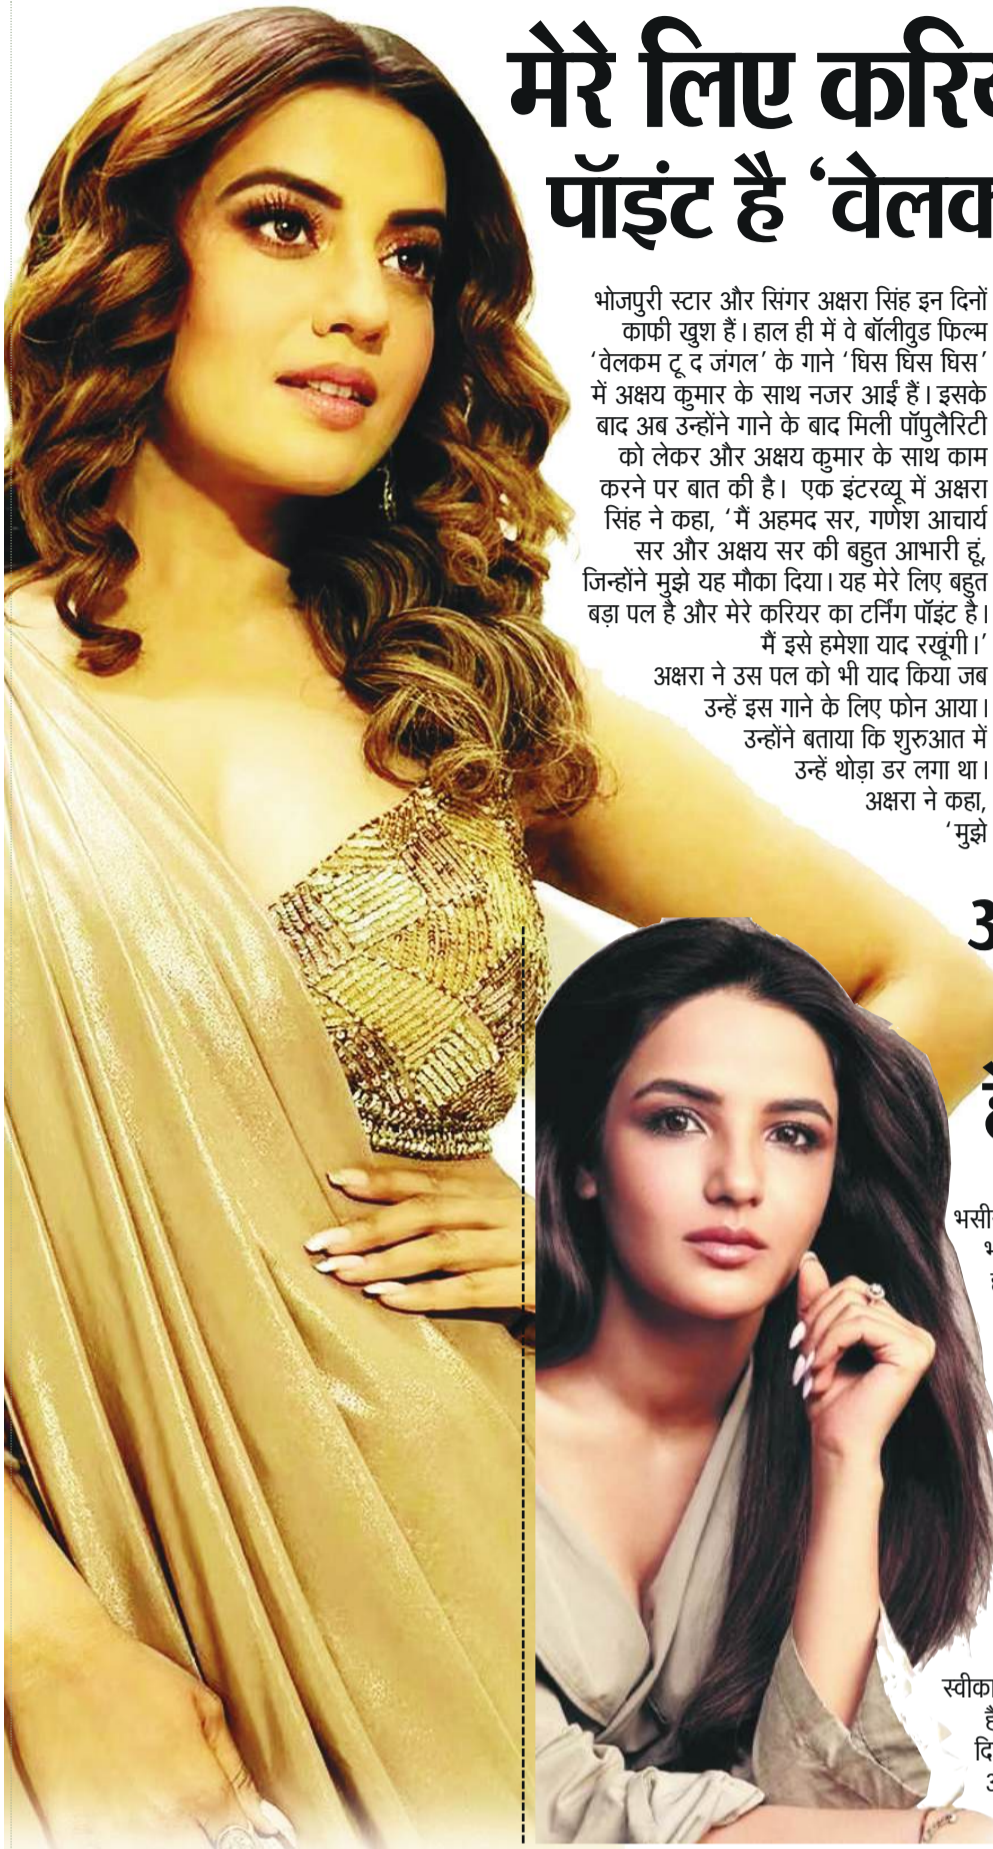 मेरे लिए करिय
पॉइंट है ‘वेलक
भोजपुरी स्टार और सिंगर अक्षरा सिंह इन दिनों
काफी खुश हैं। हाल ही में वे बॉलीवुड फिल्म
‘वेलकम टू द जंगल’ के गाने ‘घिस घिस घिस’
में अक्षय कुमार के साथ नजर आईं हैं। इसके
बाद अब उन्होंने गाने के बाद मिली पॉपुलैरिटी
को लेकर और अक्षय कुमार के साथ काम
करने पर बात की है। एक इंटरव्यू में अक्षरा
सिंह ने कहा, ‘मैं अहमद सर, गणेश आचार्य
सर और अक्षय सर की बहुत आभारी हूं,
जिन्होंने मुझे यह मौका दिया। यह मेरे लिए बहुत
बड़ा पल है और मेरे करियर का टर्निंग पॉइंट है।
मैं इसे हमेशा याद रखूंगी।’
अक्षरा ने उस पल को भी याद किया जब
उन्हें इस गाने के लिए फोन आया।
उन्होंने बताया कि शुरुआत में
उन्हें थोड़ा डर लगा था।
अक्षरा ने कहा,
‘मुझे
भसी
स्वीका
है
दि